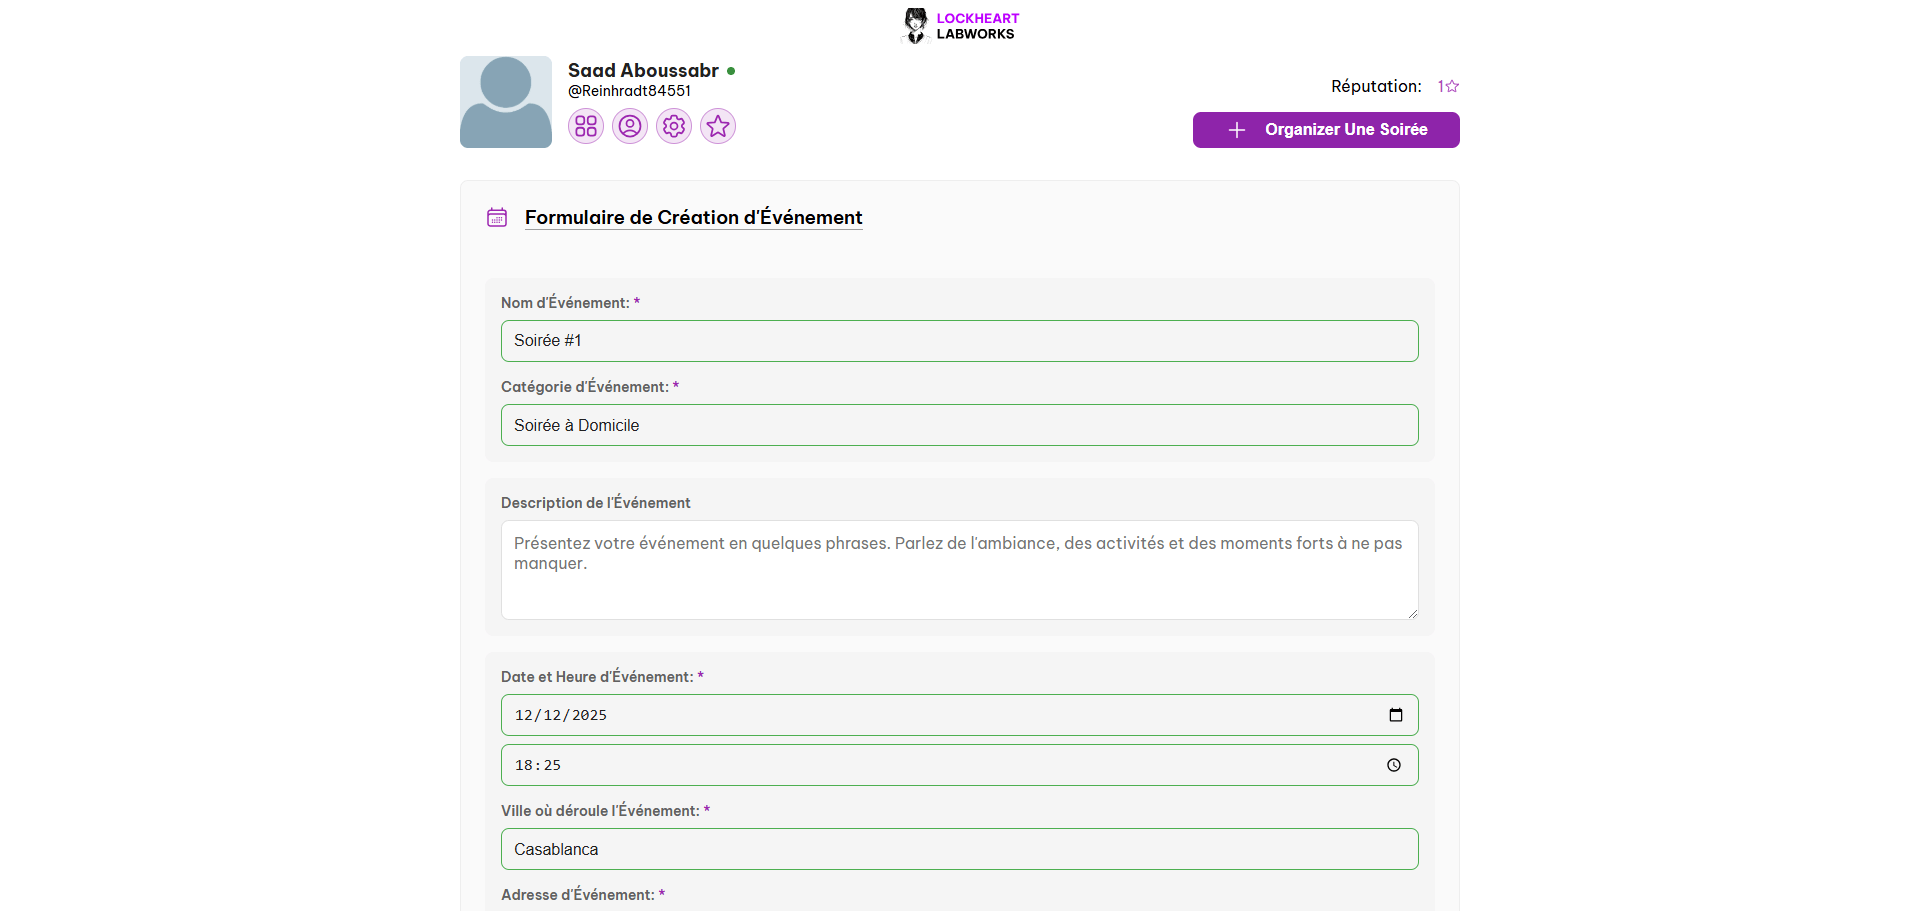 LOCKHEART
LABWORKS
Saad Aboussabr
@Reinhradt84551
Réputation: 1
Organizer Une Soirée
Formulaire de Création d'Événement
Nom d'Événement: *
Soirée #1
Catégorie d'Événement: *
Soirée à Domicile
Description de l'Événement
Présentez votre événement en quelques phrases. Parlez de l'ambiance, des activités et des moments forts à ne pas
manquer.
Date et Heure d'Événement: *
12/12/2025
18:25
Ville où déroule l'Événement: *
Casablanca
Adresse d'Événement: *